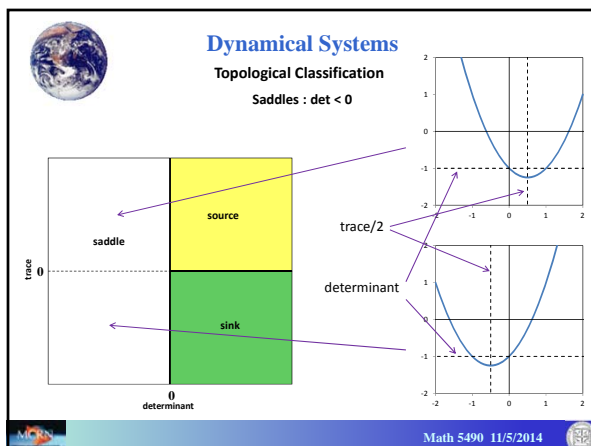 Dynamical Systems
Topological Classification
Saddles : det < 0
source
saddle
trace
0
sink
0
determinant
trace/2
determinant
2
1
0
-1
-2
-2 -1 0 1 2
2
1
0
-1
-2
-2 -1 0 1 2
MCRN
Math 5490 11/5/2014